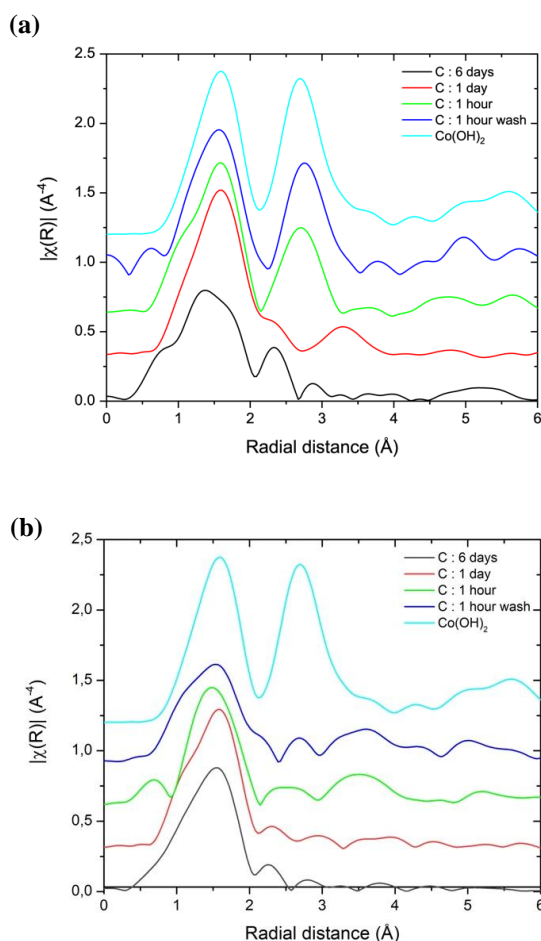 (a)
2.5
2.0
1.5
1.0
0.5
0.0
|χ(R)| (A⁻⁴)
C : 6 days
C : 1 day
C : 1 hour
C : 1 hour wash
Co(OH)₂
0 1 2 3 4 5 6
Radial distance (Å)
(b)
2,5
2,0
1,5
1,0
0,5
0,0
|χ(R)| (A⁻⁴)
C : 6 days
C : 1 day
C : 1 hour
C : 1 hour wash
Co(OH)₂
0 1 2 3 4 5 6
Radial distance (Å)